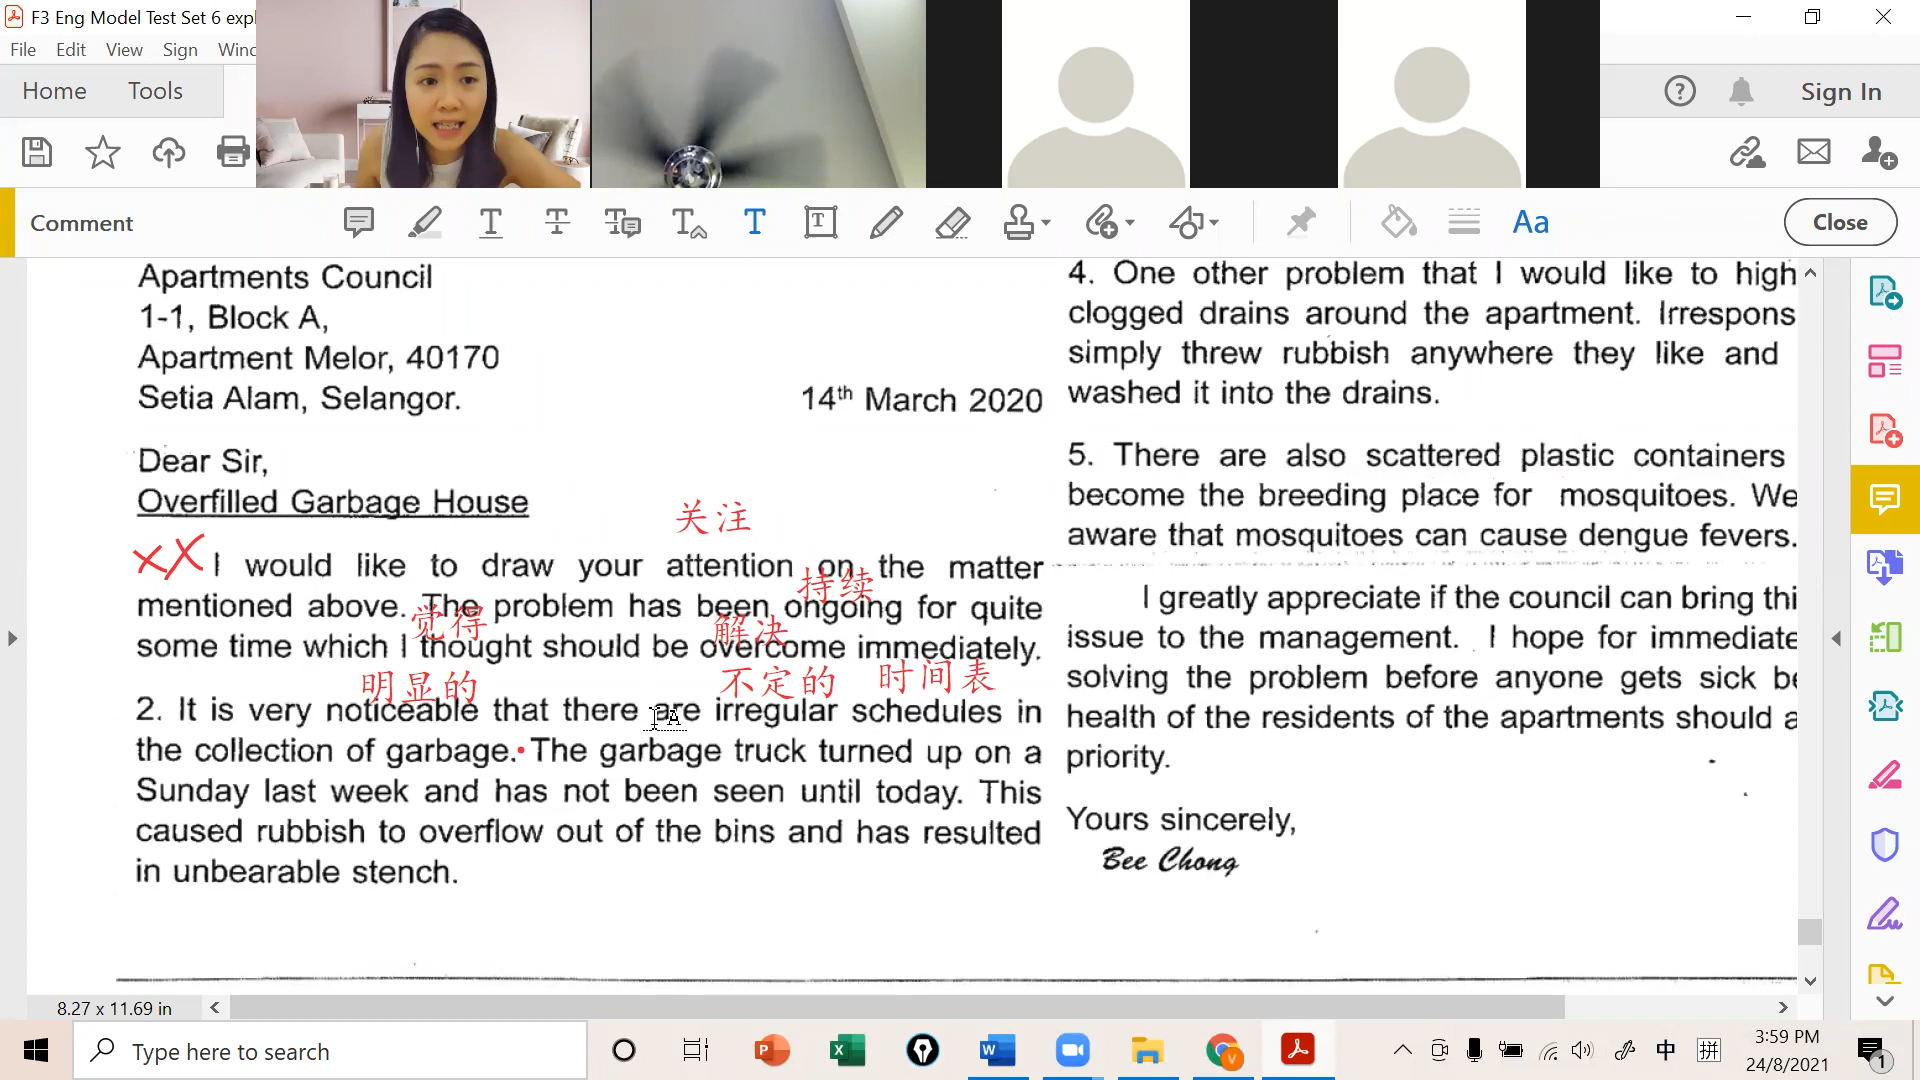 F3 Eng Model Test Set 6 expl
File Edit View Sign Wind
Home Tools
Sign In
Comment
Close
Apartments Council
1-1, Block A,
Apartment Melor, 40170
Setia Alam, Selangor.
14th March 2020
Dear Sir,
Overfilled Garbage House
关注
XX I would like to draw your attention on the matter
持续
mentioned above. The problem has been ongoing for quite
觉得 解决
some time which I thought should be overcome immediately.
明显的 不定的 时间表
2. It is very noticeable that there are irregular schedules in
the collection of garbage. The garbage truck turned up on a
Sunday last week and has not been seen until today. This
caused rubbish to overflow out of the bins and has resulted
in unbearable stench.
4. One other problem that I would like to high
clogged drains around the apartment. Irrespons
simply threw rubbish anywhere they like and
washed it into the drains.
5. There are also scattered plastic containers
become the breeding place for mosquitoes. We
aware that mosquitoes can cause dengue fevers.
I greatly appreciate if the council can bring thi
issue to the management. I hope for immediate
solving the problem before anyone gets sick be
health of the residents of the apartments should a
priority.
Yours sincerely,
Bee Chong
8.27 x 11.69 in
Type here to search
中
拼
3:59 PM
24/8/2021
1